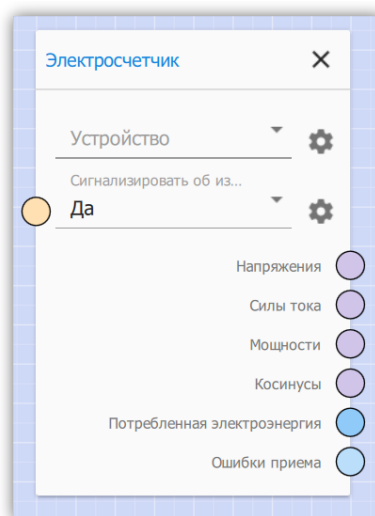 Электросчетчик
Устройство
Сигнализировать об из...
Да
Напряжения
Силы тока
Мощности
Косинусы
Потребленная электроэнергия
Ошибки приема